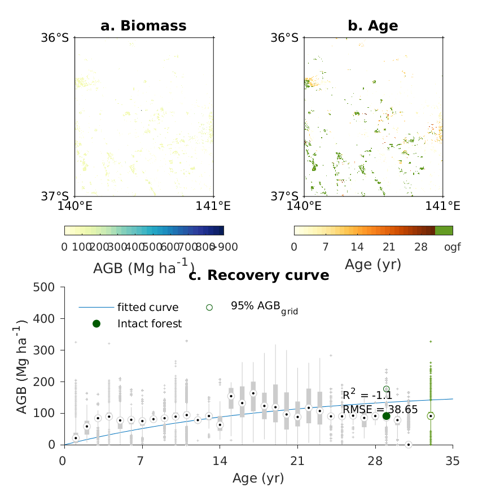 a. Biomass
b. Age
36°S
36°S
37°S
37°S
140°E
141°E
140°E
141°E
0 100 200 300 400 500 600 700 800 >900
0 7 14 21 28 ogf
AGB (Mg ha⁻¹)
Age (yr)
c. Recovery curve
500
400
300
200
100
0
AGB (Mg ha⁻¹)
fitted curve
Intact forest
95% AGB_grid
R² = -1.1
RMSE = 38.65
0 7 14 21 28 35
Age (yr)